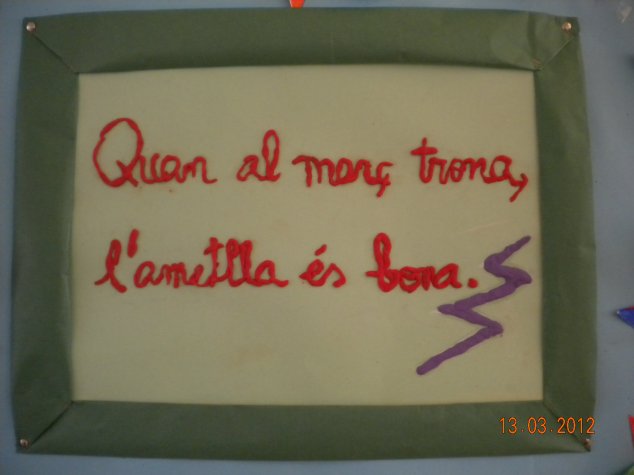 Quan al març trona,
l'ametlla és bona.
13.03.2012